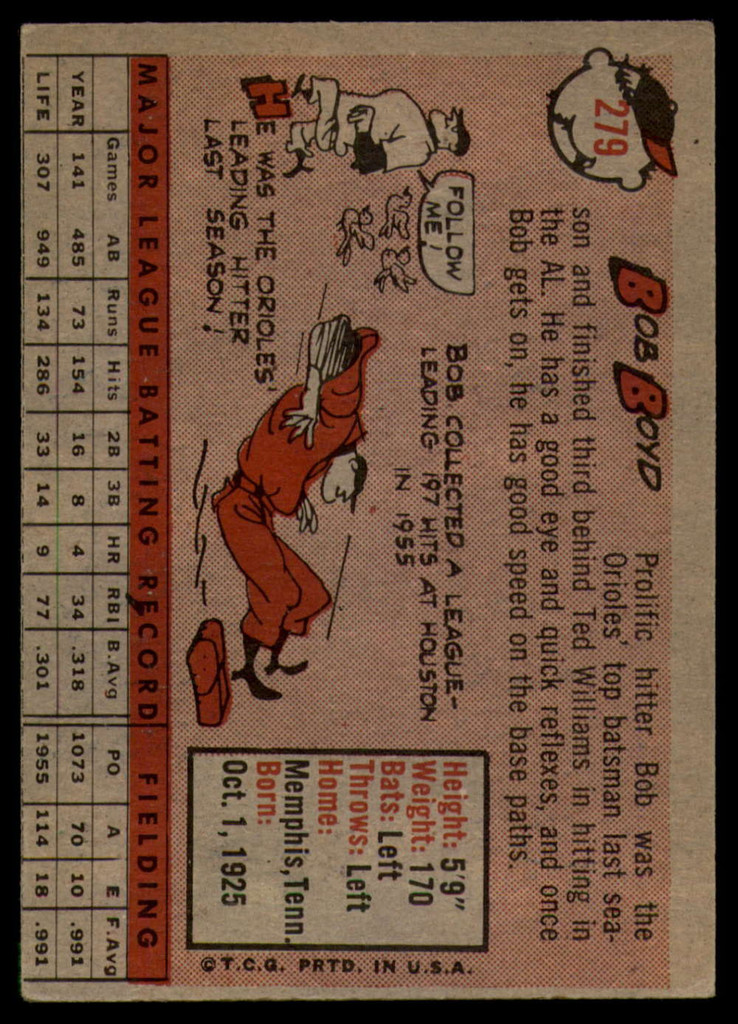 279
BOB BOYD
Prolific hitter Bob was the
Orioles' top batsman last sea-
son and finished third behind Ted Williams in hitting in
the AL. He has a good eye and quick reflexes, and once
Bob gets on, he has good speed on the base paths.
FOLLOW
ME!
HE WAS THE ORIOLES'
LEADING HITTER
LAST SEASON!
BOB COLLECTED A LEAGUE-
LEADING 197 HITS AT HOUSTON
IN 1955
Height: 5'9"
Weight: 170
Bats: Left
Throws: Left
Home:
Memphis, Tenn.
Born:
Oct. 1, 1925
©T.C.G. PRTD. IN U.S.A.
MAJOR LEAGUE BATTING RECORD FIELDING
Games AB Runs Hits 2B 3B HR RBI B.Avg PO A E F.Avg
YEAR 141 485 73 154 16 8 4 34 .318 1073 70 10 .991
LIFE 307 949 134 286 33 14 9 77 .301 1955 114 18 .991